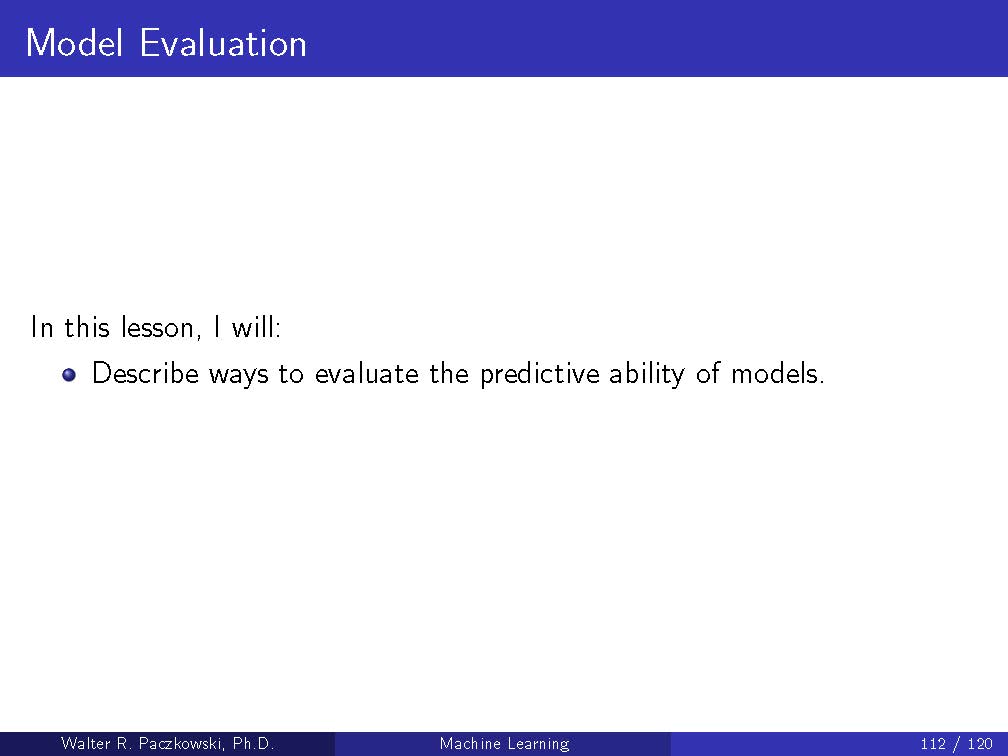 Model Evaluation
In this lesson, I will:
Describe ways to evaluate the predictive ability of models.
Walter R. Paczkowski, Ph.D.
Machine Learning
112 / 120